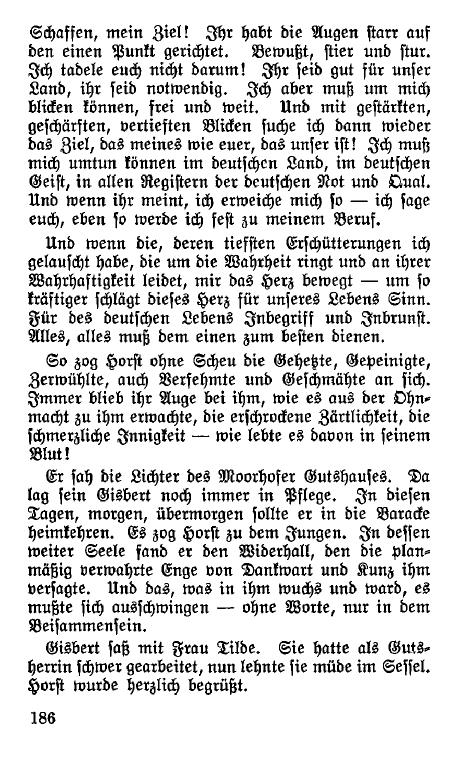 Schaffen, mein Ziel! Ihr habt die Augen starr auf
den einen Punkt gerichtet. Bewußt, stier und stur.
Ich tadele euch nicht darum! Ihr seid gut für unser
Land, ihr seid notwendig. Ich aber muß um mich
blicken können, frei und weit. Und mit gestärkten,
geschärften, vertieften Blicken suche ich dann wieder
das Ziel, das meines wie euer, das unser ist! Ich muß
mich umtun können im deutschen Land, im deutschen
Geist, in allen Registern der deutschen Not und Qual.
Und wenn ihr meint, ich erweiche mich so — ich sage
euch, eben so werde ich fest zu meinem Beruf.
Und wenn die, deren tiefsten Erschütterungen ich
gelauscht habe, die um die Wahrheit ringt und an ihrer
Wahrhaftigkeit leidet, mir das Herz bewegt — um so
kräftiger schlägt dieses Herz für unseres Lebens Sinn.
Für des deutschen Lebens Inbegriff und Inbrunst.
Alles, alles muß dem einen zum besten dienen.
So zog Horst ohne Scheu die Gehetzte, Gepeinigte,
Zerwühlte, auch Verfehmte und Geschmähte an sich.
Immer blieb ihr Auge bei ihm, wie es aus der Ohn-
macht zu ihm erwachte, die erschrockene Zärtlichkeit, die
schmerzliche Innigkeit — wie lebte es davon in seinem
Blut!
Er sah die Lichter des Moorhofer Gutshauses. Da
lag sein Gisbert noch immer in Pflege. In diesen
Tagen, morgen, übermorgen sollte er in die Baracke
heimkehren. Es zog Horst zu dem Jungen. In dessen
weiter Seele fand er den Widerhall, den die plan-
mäßig verwahrte Enge von Dankwart und Kunz ihm
versagte. Und das, was in ihm wuchs und ward, es
mußte sich ausschwingen — ohne Worte, nur in dem
Beisammensein.
Gisbert saß mit Frau Tilde. Sie hatte als Guts-
herrin schwer gearbeitet, nun lehnte sie müde im Sessel.
Horst wurde herzlich begrüßt.
186